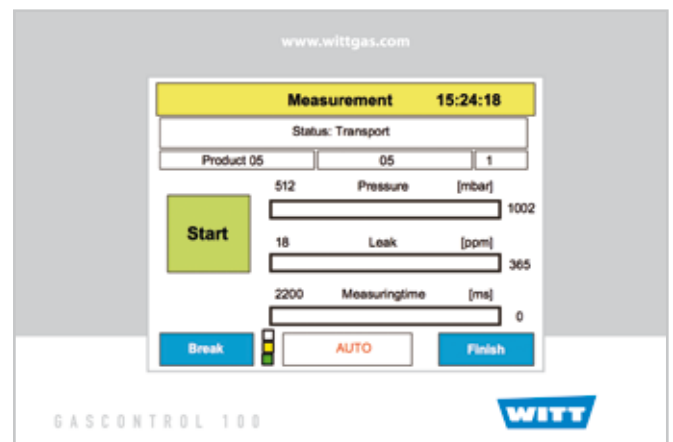 www.wittgas.com
Measurement 15:24:18
Status: Transport
Product 05 05 1
512 Pressure [mbar]
1002
Start
18 Leak [ppm]
365
2200 Measuringtime [ms]
0
Break AUTO Finish
GASCONTROL 100
WITT